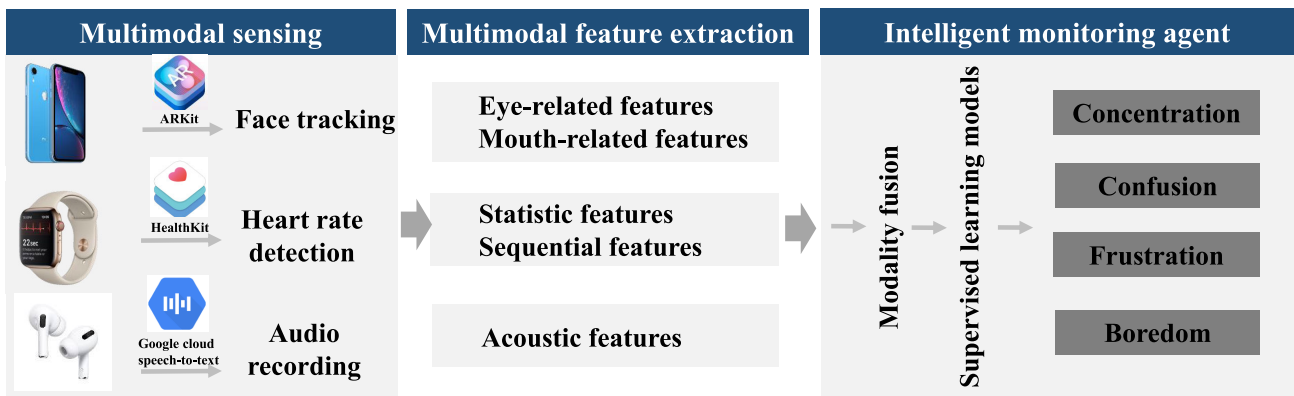 Multimodal sensing
Multimodal feature extraction
Intelligent monitoring agent
AR
ARKit
Face tracking
HealthKit
22sec
Heart rate
detection
Google cloud
speech-to-text
Audio
recording
Eye-related features
Mouth-related features
Statistic features
Sequential features
Acoustic features
Modality fusion
Supervised learning models
Concentration
Confusion
Frustration
Boredom